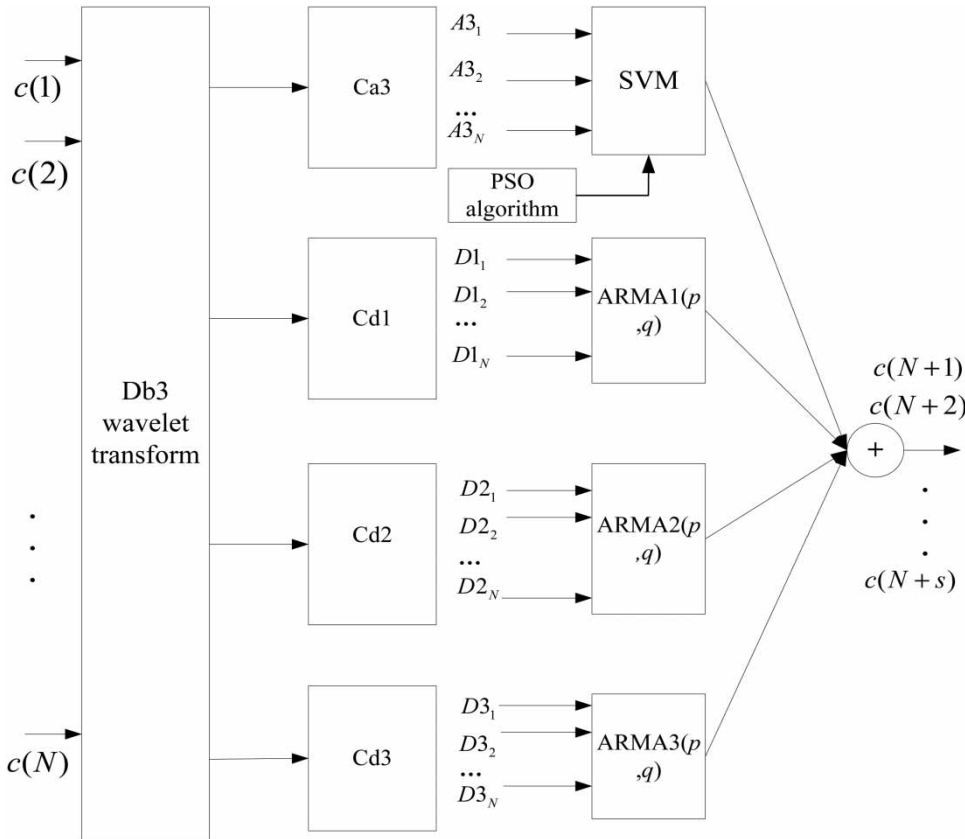 c(1)
c(2)
.
.
.
c(N)
Db3
wavelet
transform
Ca3
A3₁
A3₂
...
A3_N
SVM
PSO
algorithm
Cd1
D1₁
D1₂
...
D1_N
ARMA1(p
,q)
Cd2
D2₁
D2₂
...
D2_N
ARMA2(p
,q)
Cd3
D3₁
D3₂
...
D3_N
ARMA3(p
,q)
+
c(N+1)
c(N+2)
.
.
.
c(N+s)